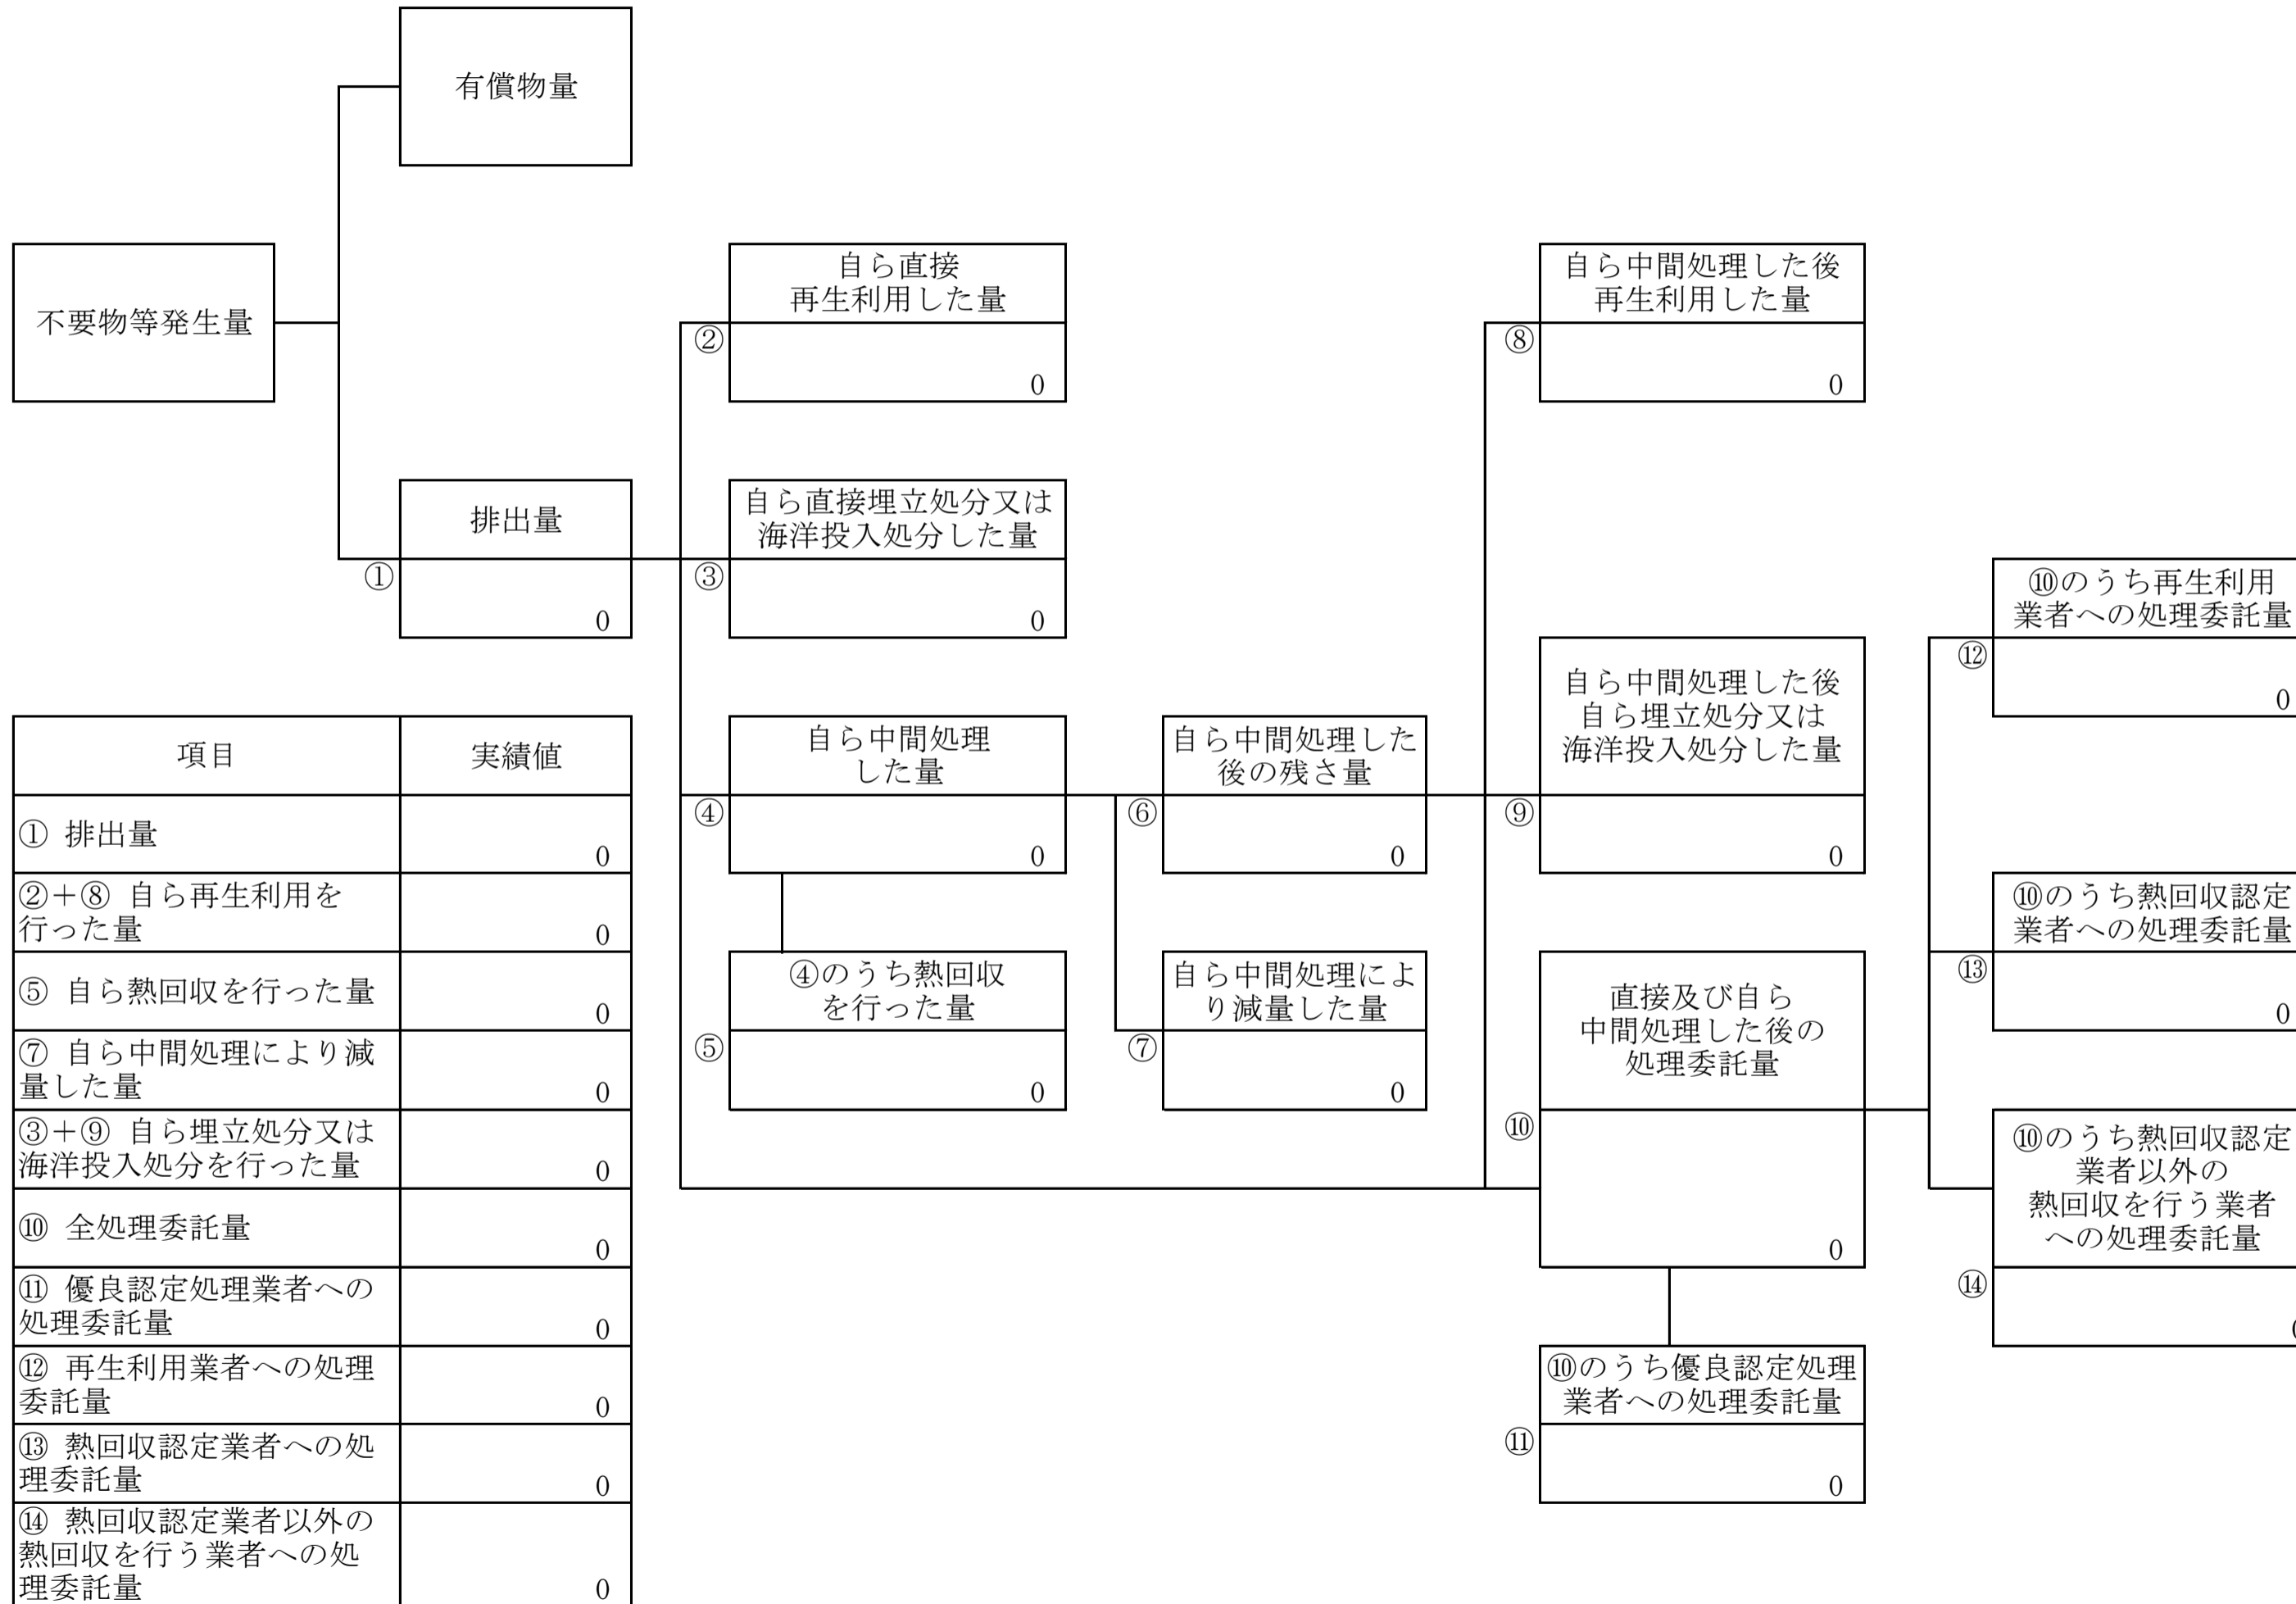 有償物量
不要物等発生量
自ら直接
再生利用した量
②
0
自ら中間処理した後
再生利用した量
⑧
0
排出量
①
0
自ら直接埋立処分又は
海洋投入処分した量
③
0
⑩のうち再生利用
業者への処理委託量
⑫
0
自ら中間処理
した量
④
0
自ら中間処理した
後の残さ量
⑥
0
自ら中間処理した後
自ら埋立処分又は
海洋投入処分した量
⑨
0
⑩のうち熱回収認定
業者への処理委託量
⑬
0
④のうち熱回収
を行った量
⑤
0
自ら中間処理によ
り減量した量
⑦
0
直接及び自ら
中間処理した後の
処理委託量
⑩
0
⑩のうち熱回収認定
業者以外の
熱回収を行う業者
への処理委託量
⑭
⑩のうち優良認定処理
業者への処理委託量
⑪
0
項目 実績値
① 排出量
0
②＋⑧ 自ら再生利用を
行った量
0
⑤ 自ら熱回収を行った量
0
⑦ 自ら中間処理により減
量した量
0
③＋⑨ 自ら埋立処分又は
海洋投入処分を行った量
0
⑩ 全処理委託量
0
⑪ 優良認定処理業者への
処理委託量
0
⑫ 再生利用業者への処理
委託量
0
⑬ 熱回収認定業者への処
理委託量
0
⑭ 熱回収認定業者以外の
熱回収を行う業者への処
理委託量
0